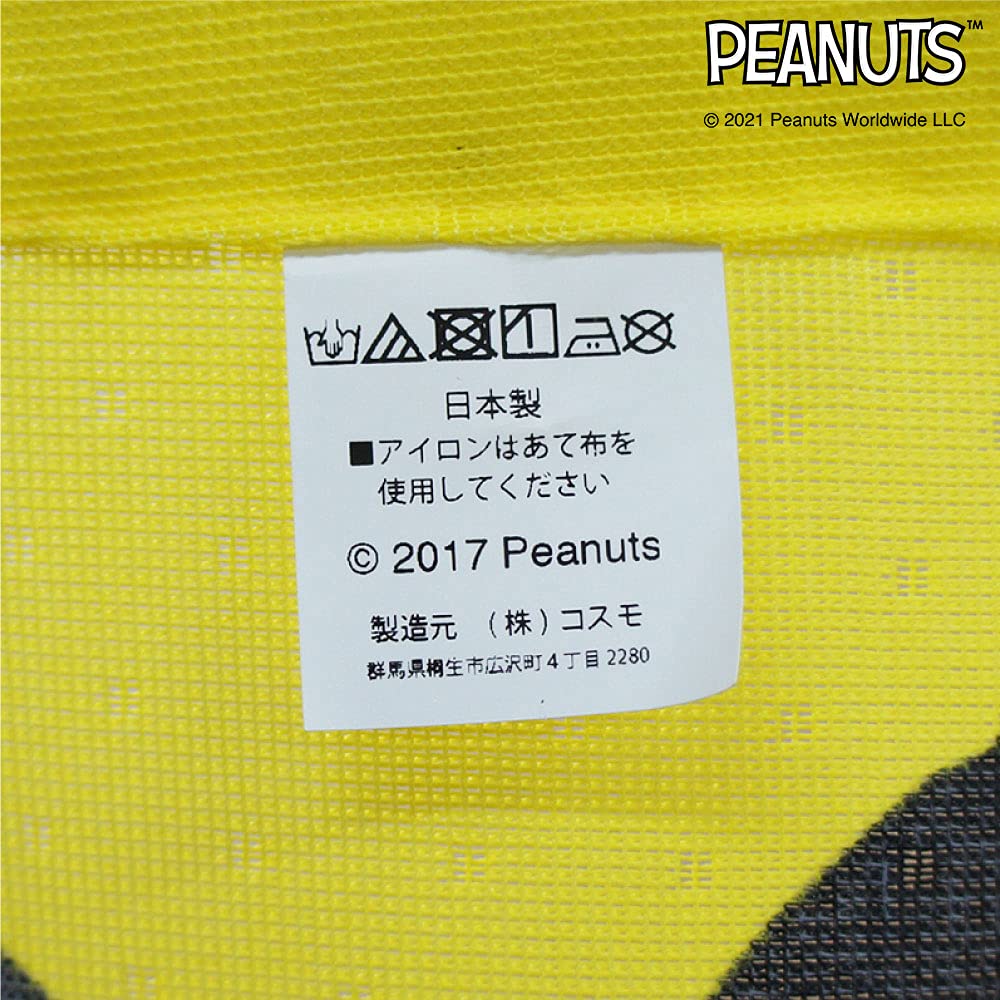 PEANUTS™
© 2021 Peanuts Worldwide LLC
日本製
■アイロンはあて布を
使用してください
© 2017 Peanuts
製造元 (株)コスモ
群馬県桐生市広沢町4丁目2280